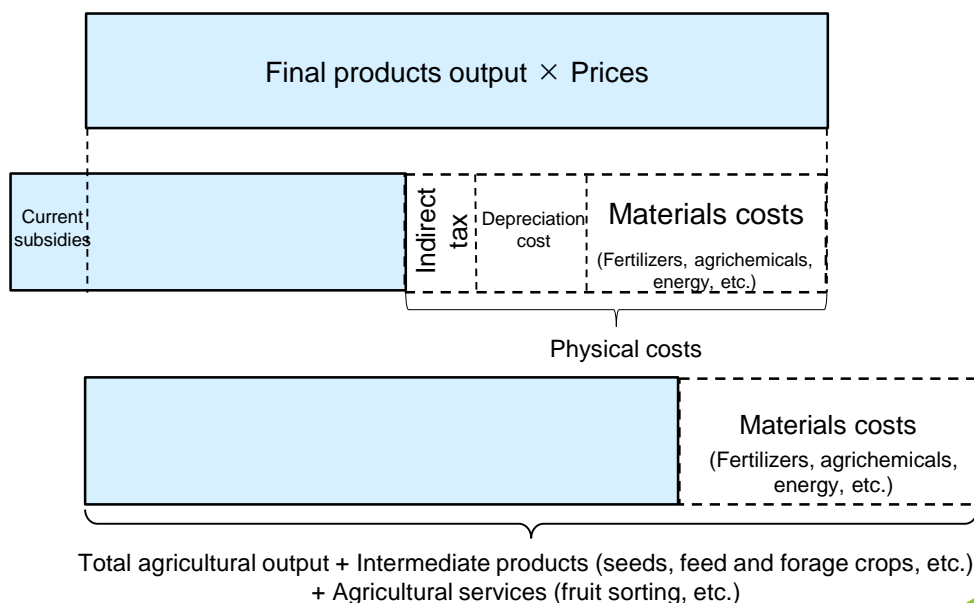 Final products output × Prices
Current
subsidies
Indirect
tax
Depreciation
cost
Materials costs
(Fertilizers, agrichemicals,
energy, etc.)
Physical costs
Materials costs
(Fertilizers, agrichemicals,
energy, etc.)
Total agricultural output + Intermediate products (seeds, feed and forage crops, etc.)
+ Agricultural services (fruit sorting, etc.)